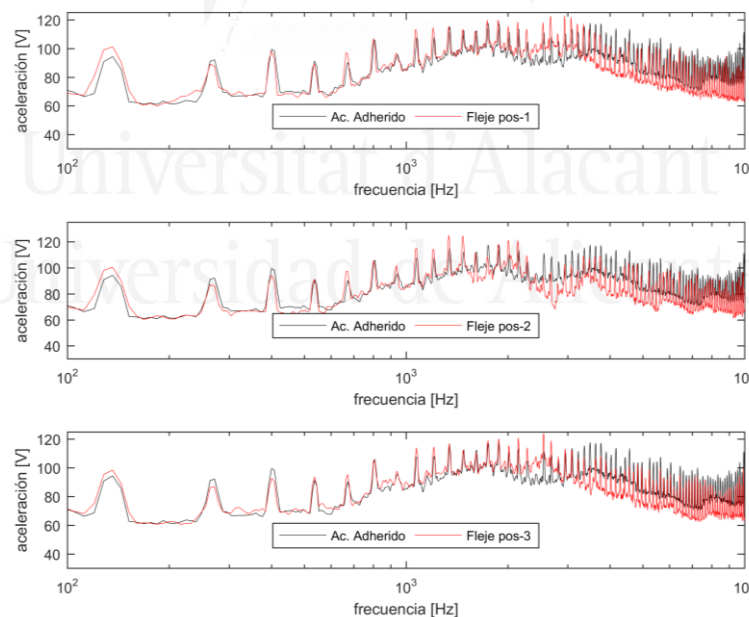 120
100
80
60
40
aceleración [V]
Ac. Adherido Fleje pos-1
10² 10³ 10
frecuencia [Hz]
Universitat d'Alacant
120
100
80
60
40
aceleración [V]
Ac. Adherido Fleje pos-2
10² 10³ 10
frecuencia [Hz]
Universidad de Alicante
120
100
80
60
40
aceleración [V]
Ac. Adherido Fleje pos-3
10² 10³ 10
frecuencia [Hz]